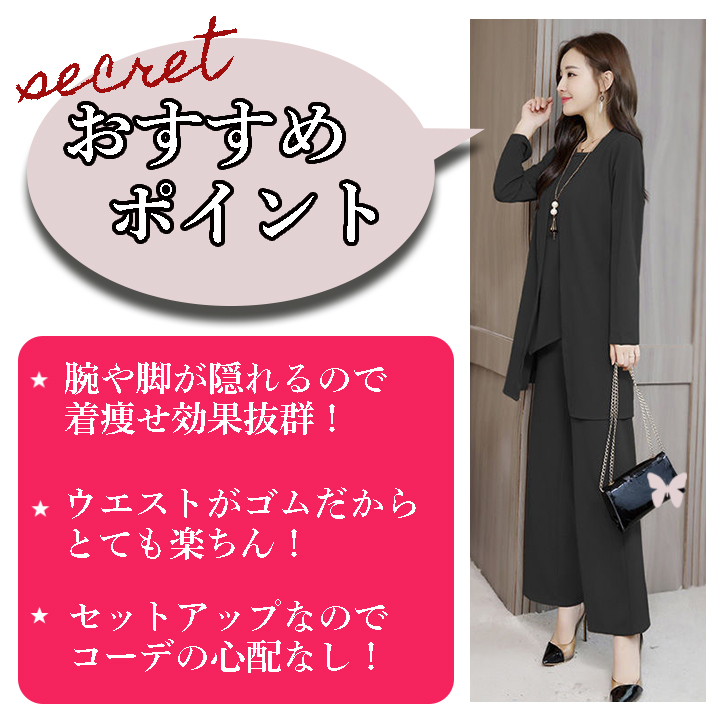 secret
おすすめ
ポイント
★ 腕や脚が隠れるので
着痩せ効果抜群！
★ ウエストがゴムだから
とても楽ちん！
★ セットアップなので
コーデの心配なし！